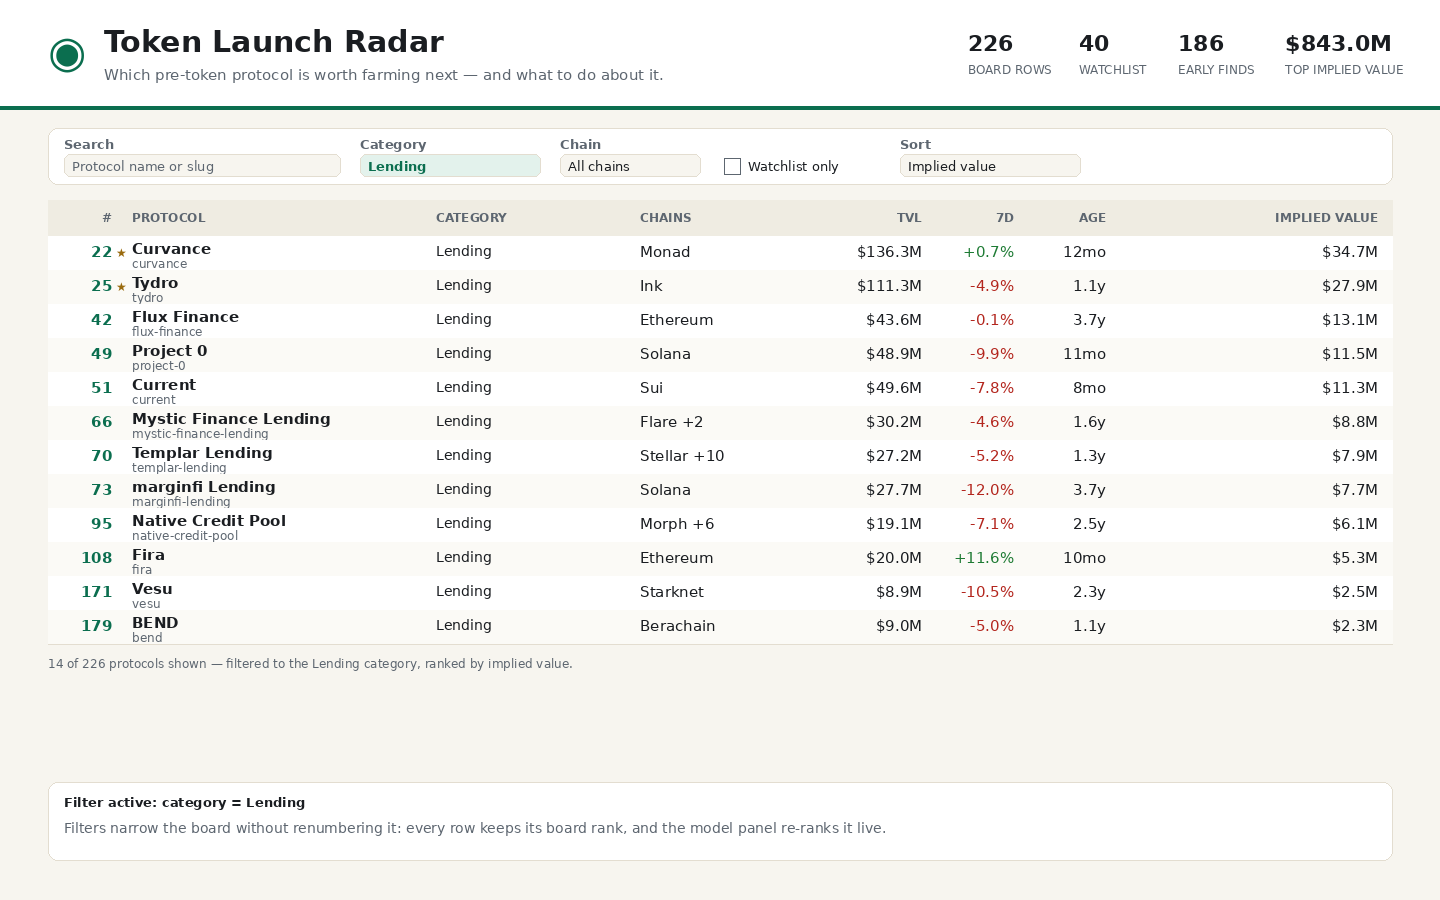 Token Launch Radar
Which pre-token protocol is worth farming next — and what to do about it.
226 40 186 $843.0M
BOARD ROWS WATCHLIST EARLY FINDS TOP IMPLIED VALUE
Search Category Chain Sort
Protocol name or slug Lending All chains Watchlist only Implied value
# PROTOCOL CATEGORY CHAINS TVL 7D AGE IMPLIED VALUE
22 ★ Curvance Lending Monad $136.3M +0.7% 12mo $34.7M
curvance
25 ★ Tydro Lending Ink $111.3M -4.9% 1.1y $27.9M
tydro
42 Flux Finance Lending Ethereum $43.6M -0.1% 3.7y $13.1M
flux-finance
49 Project 0 Lending Solana $48.9M -9.9% 11mo $11.5M
project-0
51 Current Lending Sui $49.6M -7.8% 8mo $11.3M
current
66 Mystic Finance Lending Lending Flare +2 $30.2M -4.6% 1.6y $8.8M
mystic-finance-lending
70 Templar Lending Lending Stellar +10 $27.2M -5.2% 1.3y $7.9M
templar-lending
73 marginfi Lending Lending Solana $27.7M -12.0% 3.7y $7.7M
marginfi-lending
95 Native Credit Pool Lending Morph +6 $19.1M -7.1% 2.5y $6.1M
native-credit-pool
108 Fira Lending Ethereum $20.0M +11.6% 10mo $5.3M
fira
171 Vesu Lending Starknet $8.9M -10.5% 2.3y $2.5M
vesu
179 BEND Lending Berachain $9.0M -5.0% 1.1y $2.3M
bend
14 of 226 protocols shown — filtered to the Lending category, ranked by implied value.
Filter active: category = Lending
Filters narrow the board without renumbering it: every row keeps its board rank, and the model panel re-ranks it live.